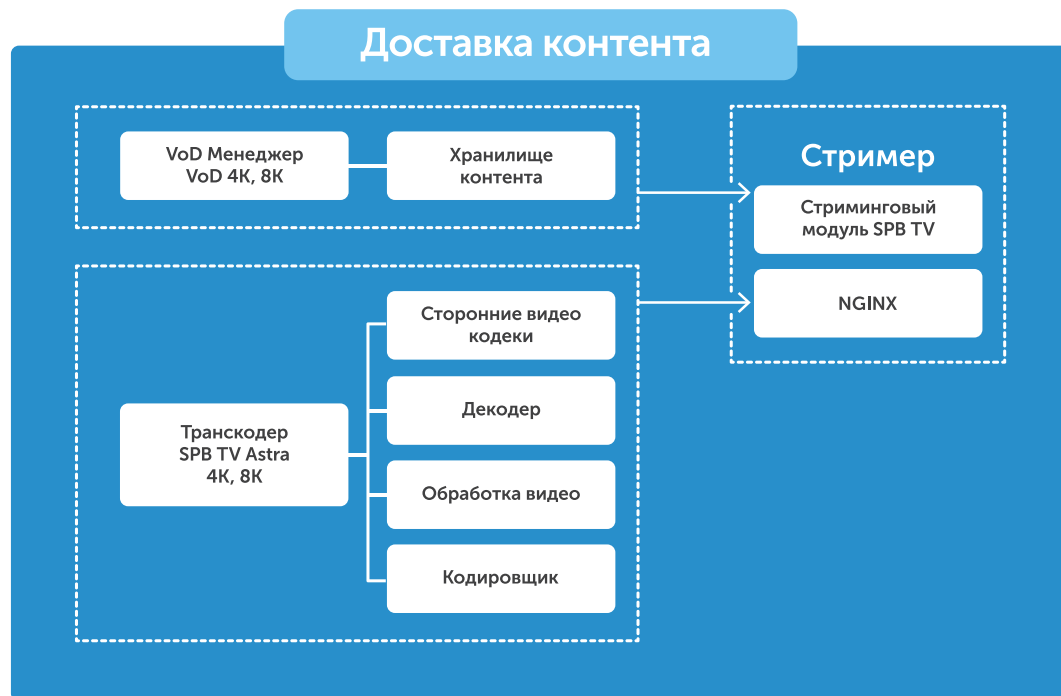 Доставка контента
VoD Менеджер
VoD 4K, 8K
Хранилище
контента
Стример
Стриминговый
модуль SPB TV
NGINX
Сторонние видео
кодеки
Декодер
Транскодер
SPB TV Astra
4K, 8K
Обработка видео
Кодировщик